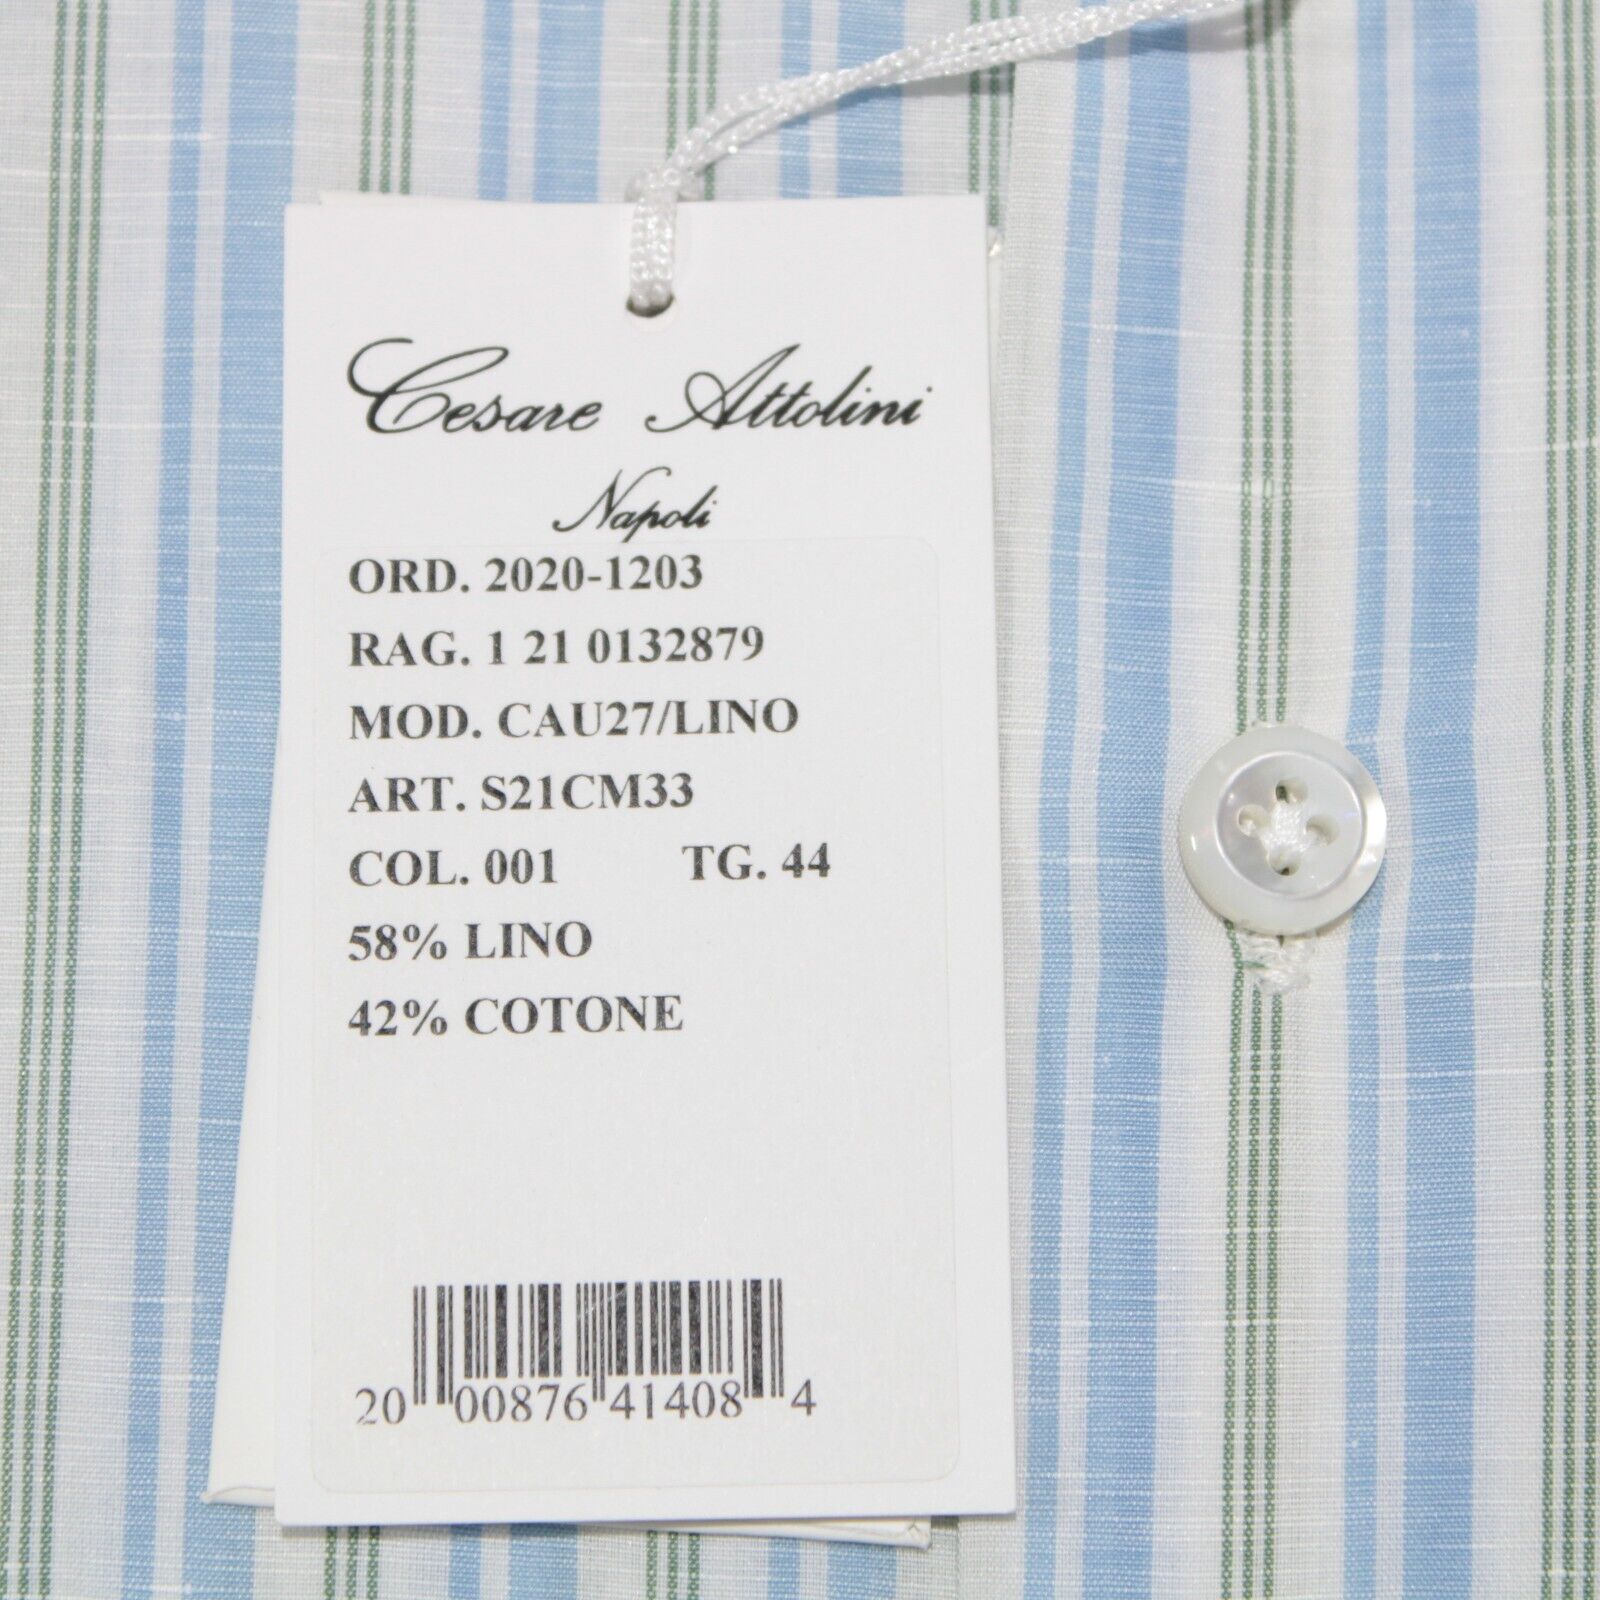 Cesare Attolini
Napoli
ORD. 2020-1203
RAG. 1 21 0132879
MOD. CAU27/LINO
ART. S21CM33
COL. 001 TG. 44
58% LINO
42% COTONE
20 00876 41408 4